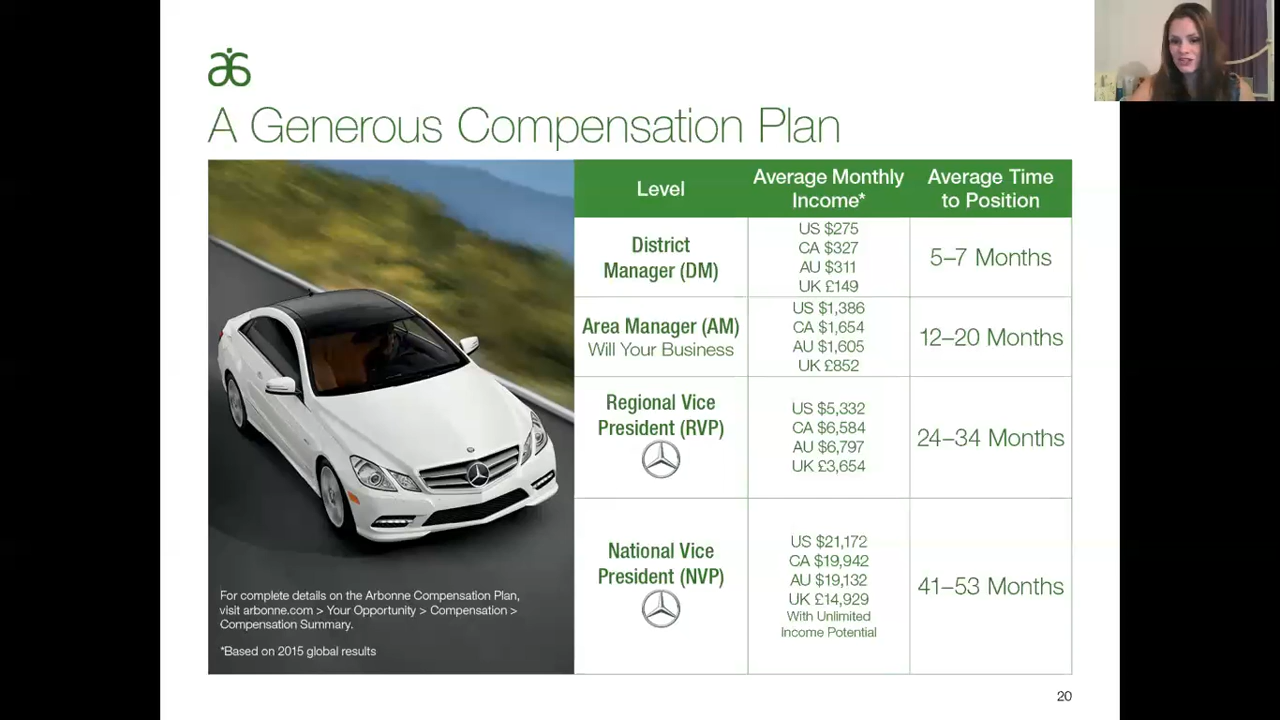 A Generous Compensation Plan
Level
Average Monthly
Income*
Average Time
to Position
District
Manager (DM)
US $275
CA $327
AU $311
UK £149
5–7 Months
Area Manager (AM)
Will Your Business
US $1,386
CA $1,654
AU $1,605
UK £852
12–20 Months
Regional Vice
President (RVP)
US $5,332
CA $6,584
AU $6,797
UK £3,654
24–34 Months
National Vice
President (NVP)
US $21,172
CA $19,942
AU $19,132
UK £14,929
With Unlimited
Income Potential
41–53 Months
For complete details on the Arbonne Compensation Plan,
visit arbonne.com > Your Opportunity > Compensation >
Compensation Summary.
*Based on 2015 global results
20